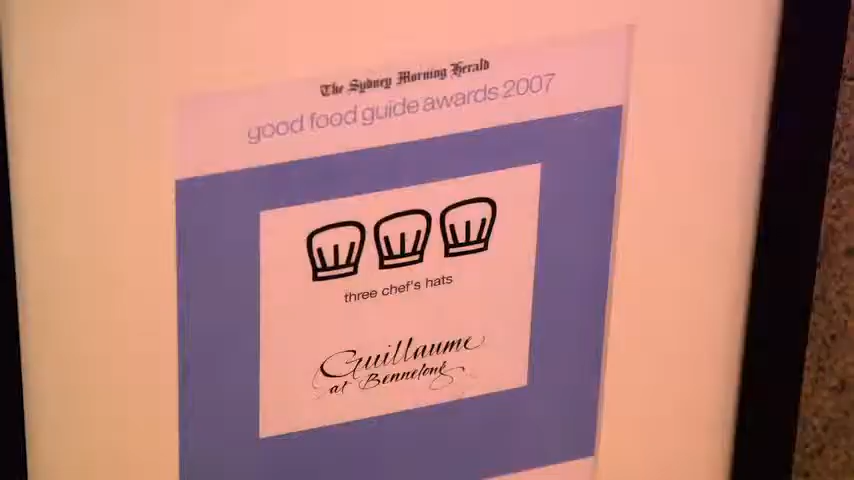 The Sydney Morning Herald
good food guide awards 2007
three chef's hats
Guillaume
at Bennelong